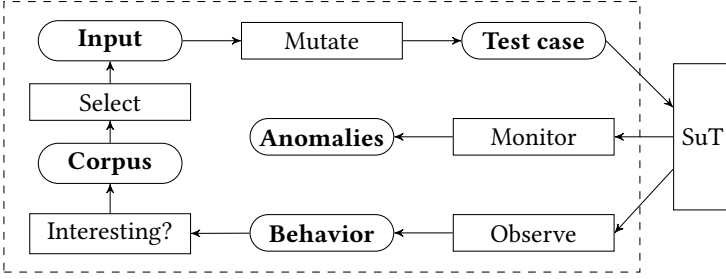 Input
Mutate
Test case
Select
SuT
Anomalies
Monitor
Corpus
Interesting?
Behavior
Observe